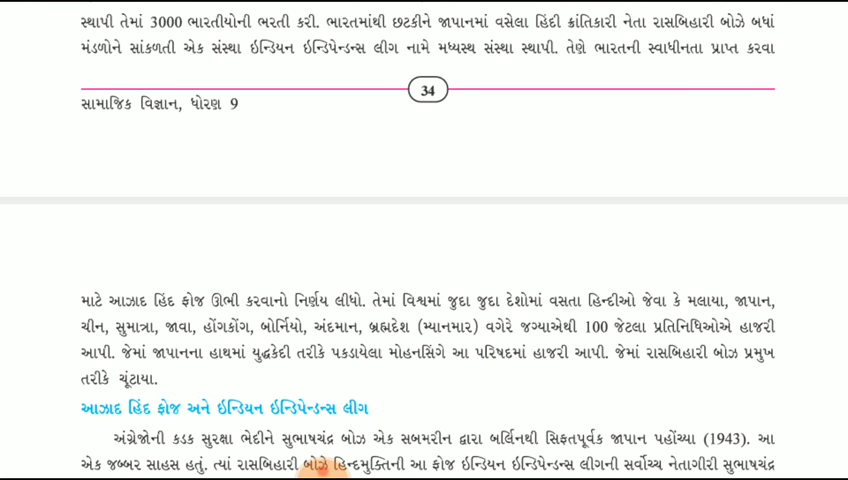 સ્થાપી તેમાં 3000 ભારતીયોની ભરતી કરી. ભારતમાંથી છટકીને જાપાનમાં વસેલા હિંદી ક્રાંતિકારી નેતા રાસબિહારી બોઝે બધાં
મંડળોને સાંકળતી એક સંસ્થા ઇન્ડિયન ઇન્ડિપેન્ડન્સ લીગ નામે મધ્યસ્થ સંસ્થા સ્થાપી. તેણે ભારતની સ્વાધીનતા પ્રાપ્ત કરવા
34
સામાજિક વિજ્ઞાન, ધોરણ 9
માટે આઝાદ હિંદ ફોજ ઊભી કરવાનો નિર્ણય લીધો. તેમાં વિશ્વમાં જુદા જુદા દેશોમાં વસતા હિન્દીઓ જેવા કે મલાયા, જાપાન,
ચીન, સુમાત્રા, જાવા, હોંગકોંગ, બોર્નિયો, અંદમાન, બ્રહ્મદેશ (મ્યાનમાર) વગેરે જગ્યાએથી 100 જેટલા પ્રતિનિધિઓએ હાજરી
આપી. જેમાં જાપાનના હાથમાં યુદ્ધકેદી તરીકે પકડાયેલા મોહનસિંગે આ પરિષદમાં હાજરી આપી. જેમાં રાસબિહારી બોઝ પ્રમુખ
તરીકે ચૂંટાયા.
આઝાદ હિંદ ફોજ અને ઇન્ડિયન ઇન્ડિપેન્ડન્સ લીગ
અંગ્રેજોની કડક સુરક્ષા ભેદીને સુભાષચંદ્ર બોઝ એક સબમરીન દ્વારા બર્લિનથી સિફતપૂર્વક જાપાન પહોંચ્યા (1943). આ
એક જબ્બર સાહસ હતું. ત્યાં રાસબિહારી બોઝે હિન્દમુક્તિની આ ફોજ ઇન્ડિયન ઇન્ડિપેન્ડન્સ લીગની સર્વોચ્ચ નેતાગીરી સુભાષચંદ્ર